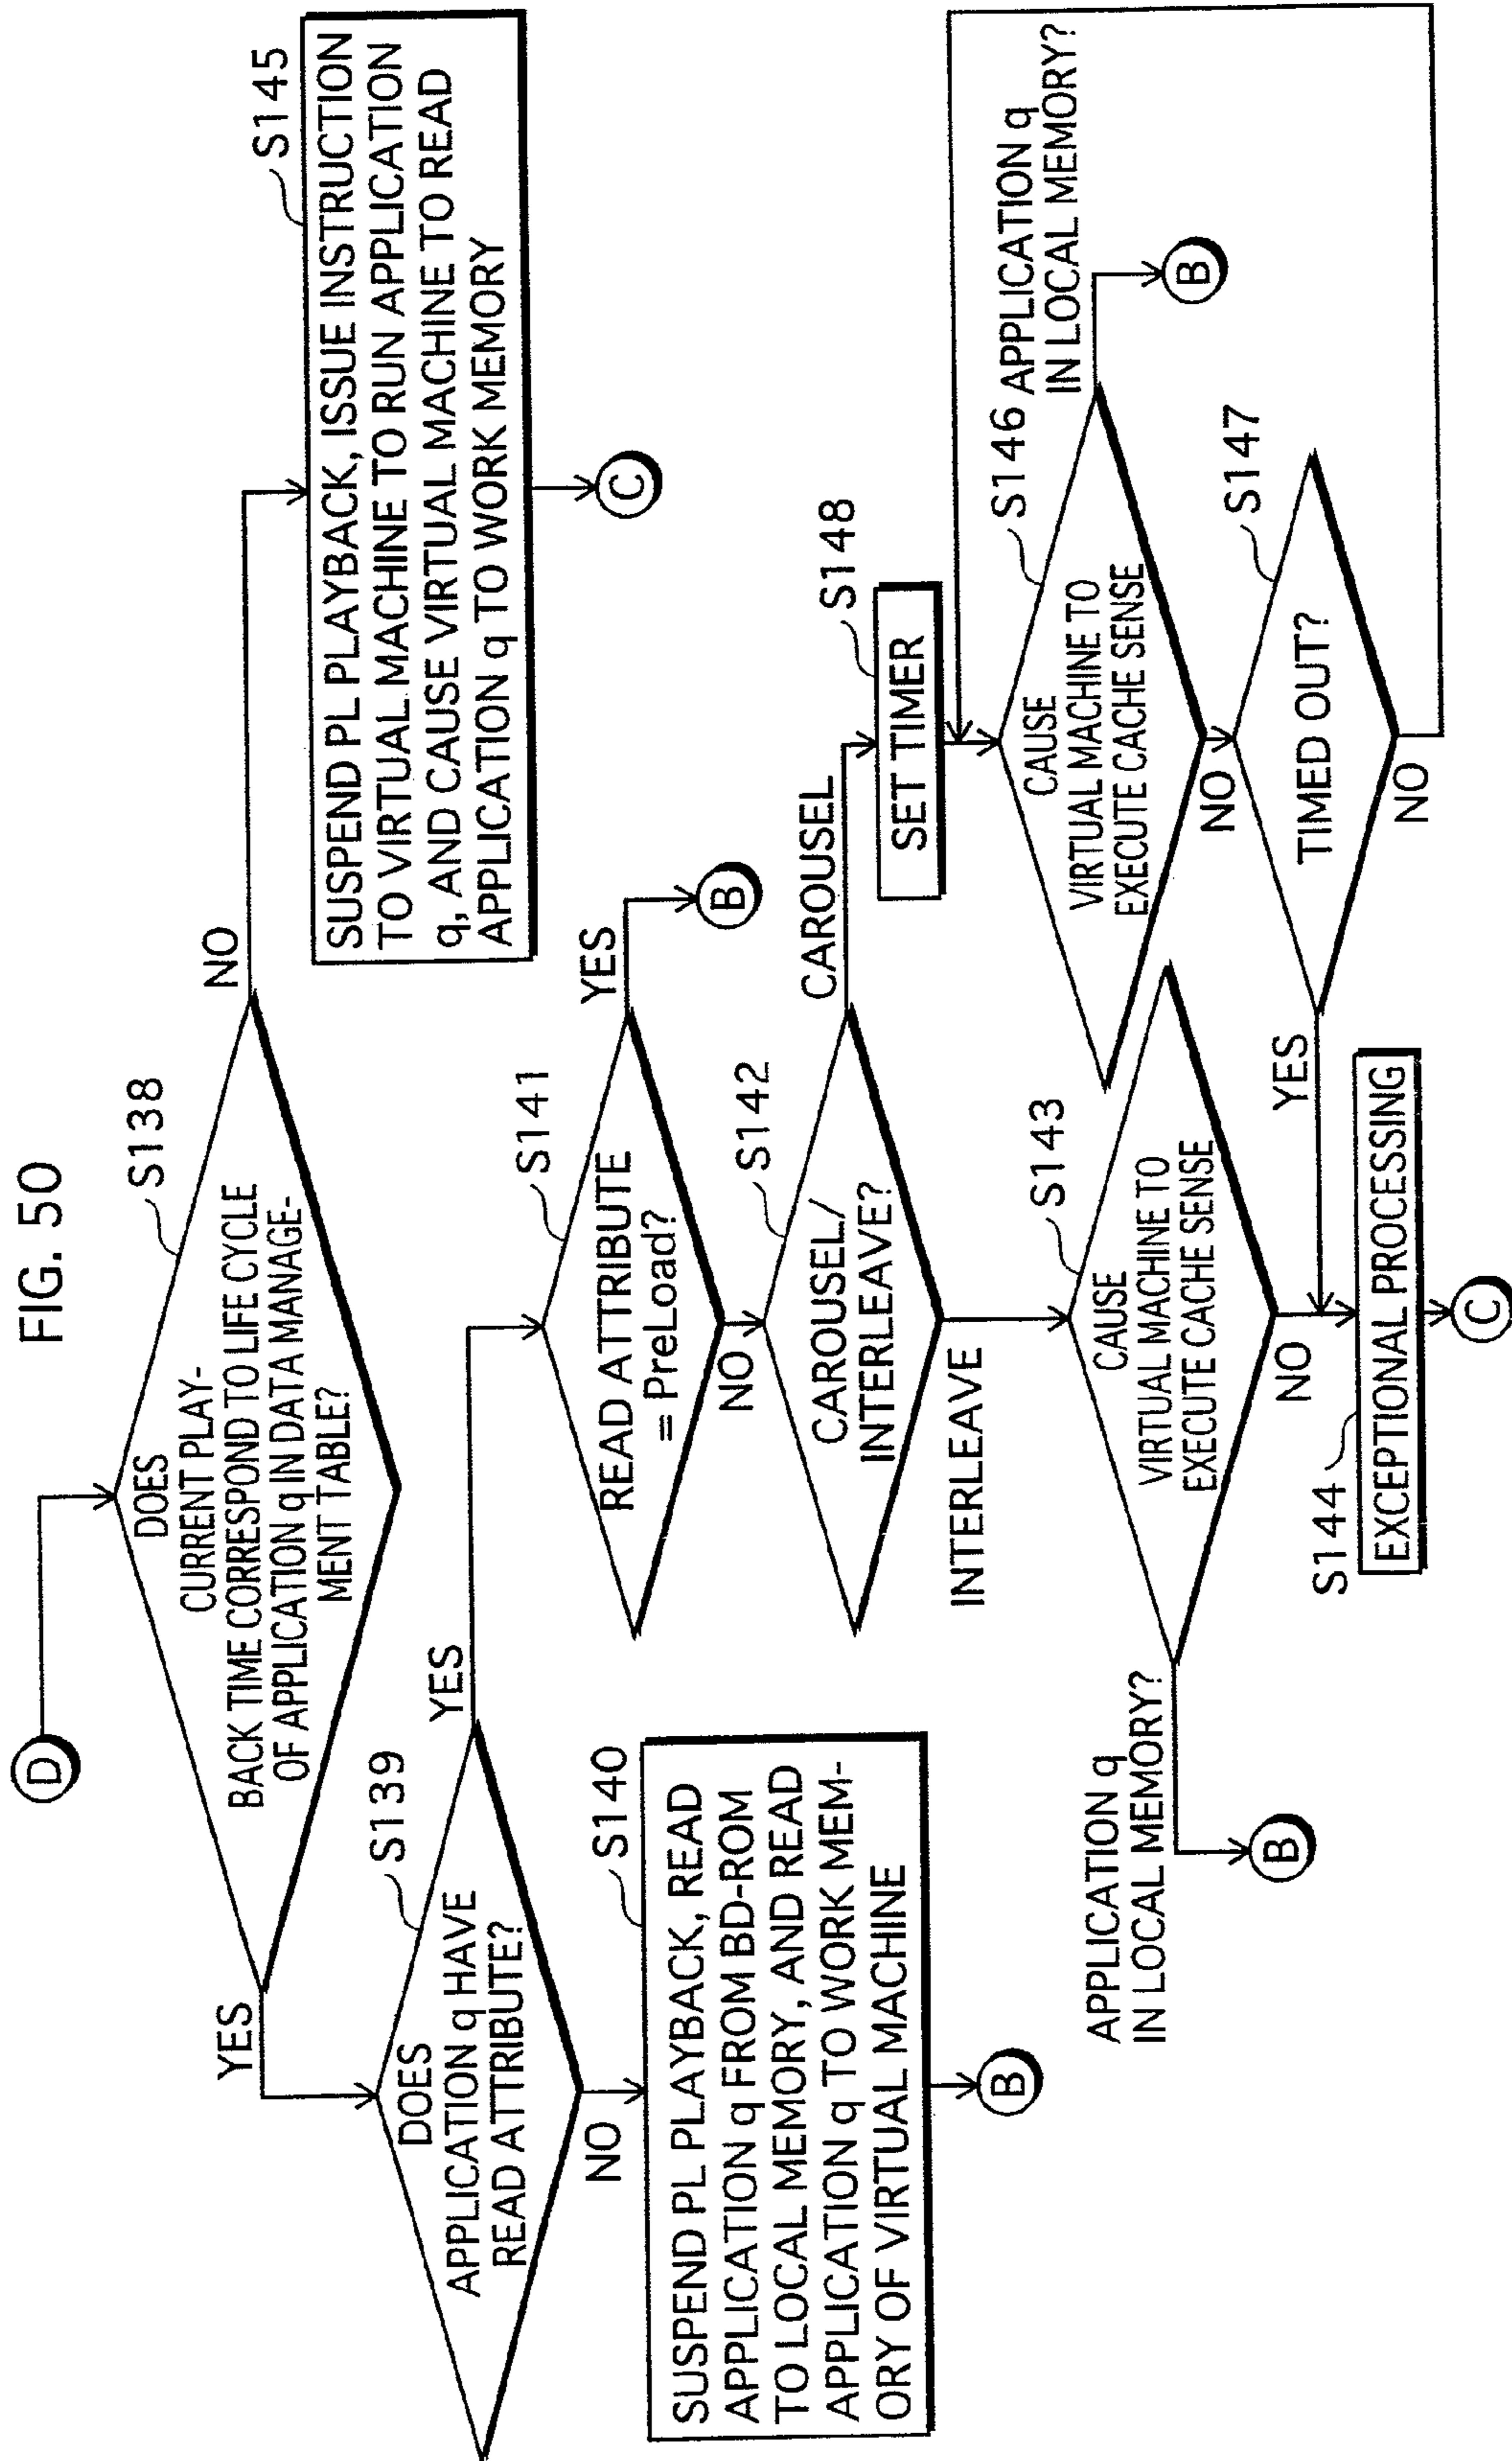 FIG. 50
D
S138
DOES
CURRENT PLAY-
BACK TIME CORRESPOND TO LIFE CYCLE
OF APPLICATION q IN DATA MANAGE-
MENT TABLE?
YES
NO
S139
DOES
APPLICATION q HAVE
READ ATTRIBUTE?
YES
NO
S140
SUSPEND PL PLAYBACK, READ
APPLICATION q FROM BD-ROM
TO LOCAL MEMORY, AND READ
APPLICATION q TO WORK MEM-
ORY OF VIRTUAL MACHINE
B
S145
SUSPEND PL PLAYBACK, ISSUE INSTRUCTION
TO VIRTUAL MACHINE TO RUN APPLICATION
q, AND CAUSE VIRTUAL MACHINE TO READ
APPLICATION q TO WORK MEMORY
C
S141
READ ATTRIBUTE
= PreLoad?
YES
B
NO
S142
CAROUSEL/
INTERLEAVE?
CAROUSEL
INTERLEAVE
S148
SET TIMER
S143
CAUSE
VIRTUAL MACHINE TO
EXECUTE CACHE SENSE
APPLICATION q
IN LOCAL MEMORY?
B
NO
S144
EXCEPTIONAL PROCESSING
C
S146
CAUSE
VIRTUAL MACHINE TO
EXECUTE CACHE SENSE
APPLICATION q
IN LOCAL MEMORY?
B
NO
S147
TIMED OUT?
YES
NO